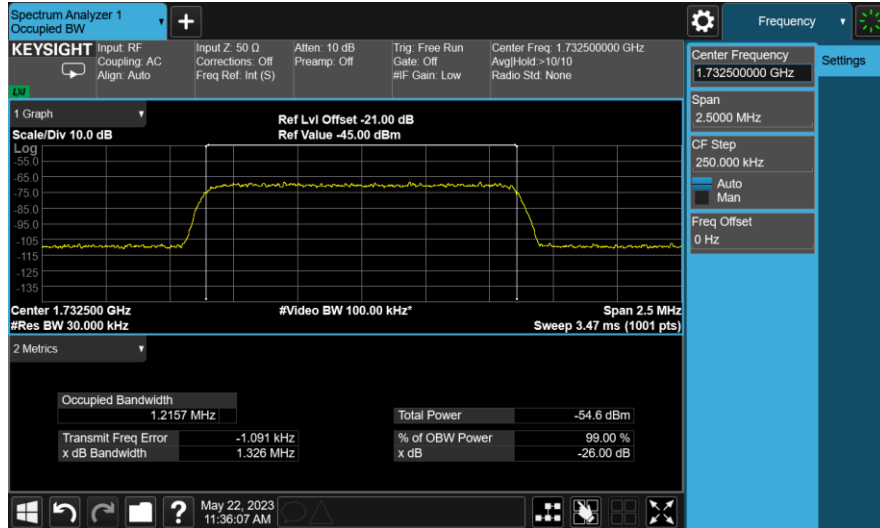 Spectrum Analyzer 1
Occupied BW
+
Frequency
KEYSIGHT
Input: RF
Coupling: AC
Align: Auto
Input Z: 50 Ω
Corrections: Off
Freq Ref: Int (S)
Atten: 10 dB
Preamp: Off
Trig: Free Run
Gate: Off
#IF Gain: Low
Center Freq: 1.732500000 GHz
Avg|Hold:>10/10
Radio Std: None
LXI
Center Frequency
1.732500000 GHz
Settings
Span
2.5000 MHz
CF Step
250.000 kHz
Auto
Man
Freq Offset
0 Hz
1 Graph
Scale/Div 10.0 dB
Ref Lvl Offset -21.00 dB
Ref Value -45.00 dBm
Log
-55.0
-65.0
-75.0
-85.0
-95.0
-105
-115
-125
-135
Center 1.732500 GHz
#Video BW 100.00 kHz*
Span 2.5 MHz
#Res BW 30.000 kHz
Sweep 3.47 ms (1001 pts)
2 Metrics
Occupied Bandwidth
1.2157 MHz
Total Power -54.6 dBm
Transmit Freq Error -1.091 kHz
% of OBW Power 99.00 %
x dB Bandwidth 1.326 MHz
x dB -26.00 dB
?
May 22, 2023
11:36:07 AM